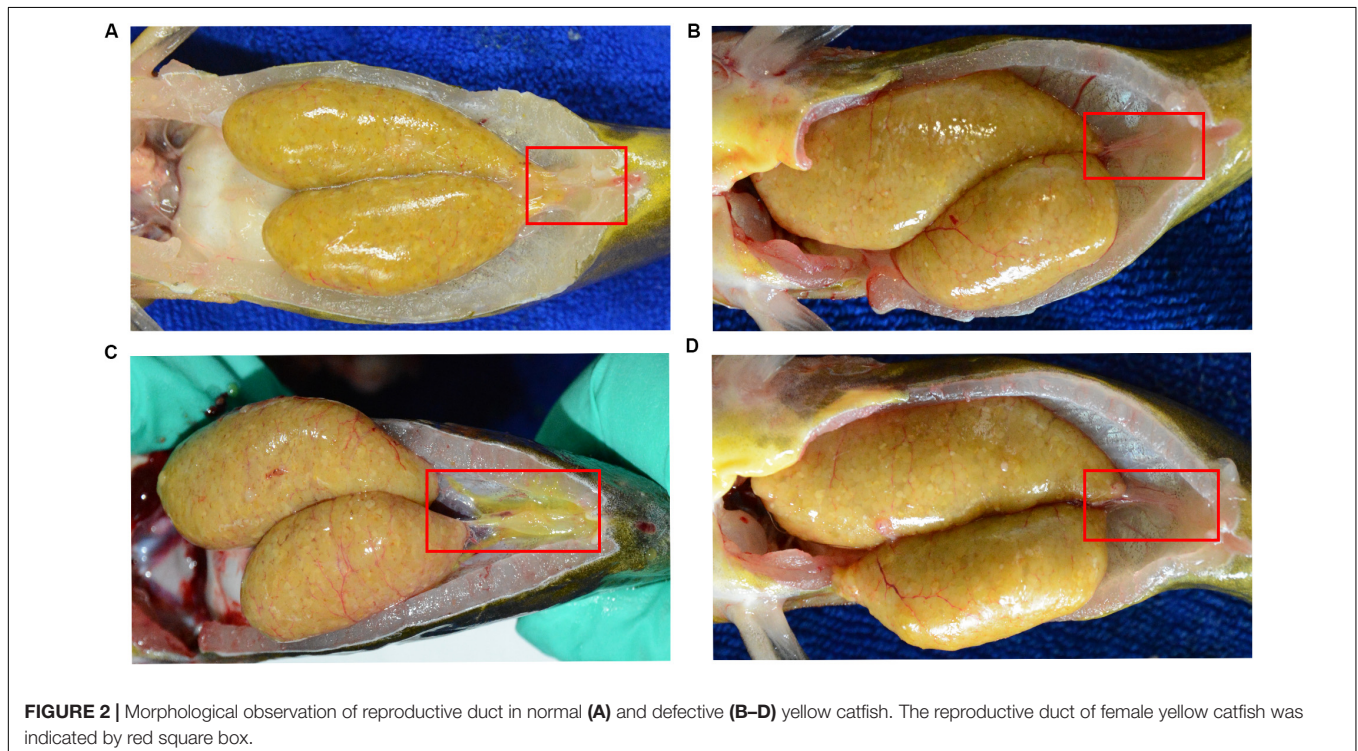 A
B
C
D
FIGURE 2 | Morphological observation of reproductive duct in normal (A) and defective (B–D) yellow catfish. The reproductive duct of female yellow catfish was
indicated by red square box.